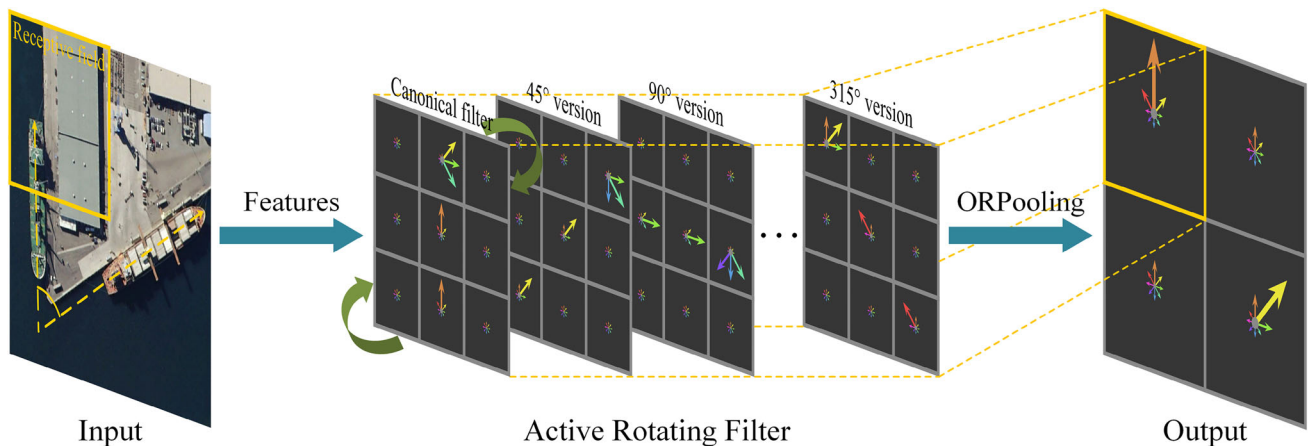 Receptive field
Canonical filter
45° version
90° version
315° version
Features
ORPooling
...
Input
Active Rotating Filter
Output